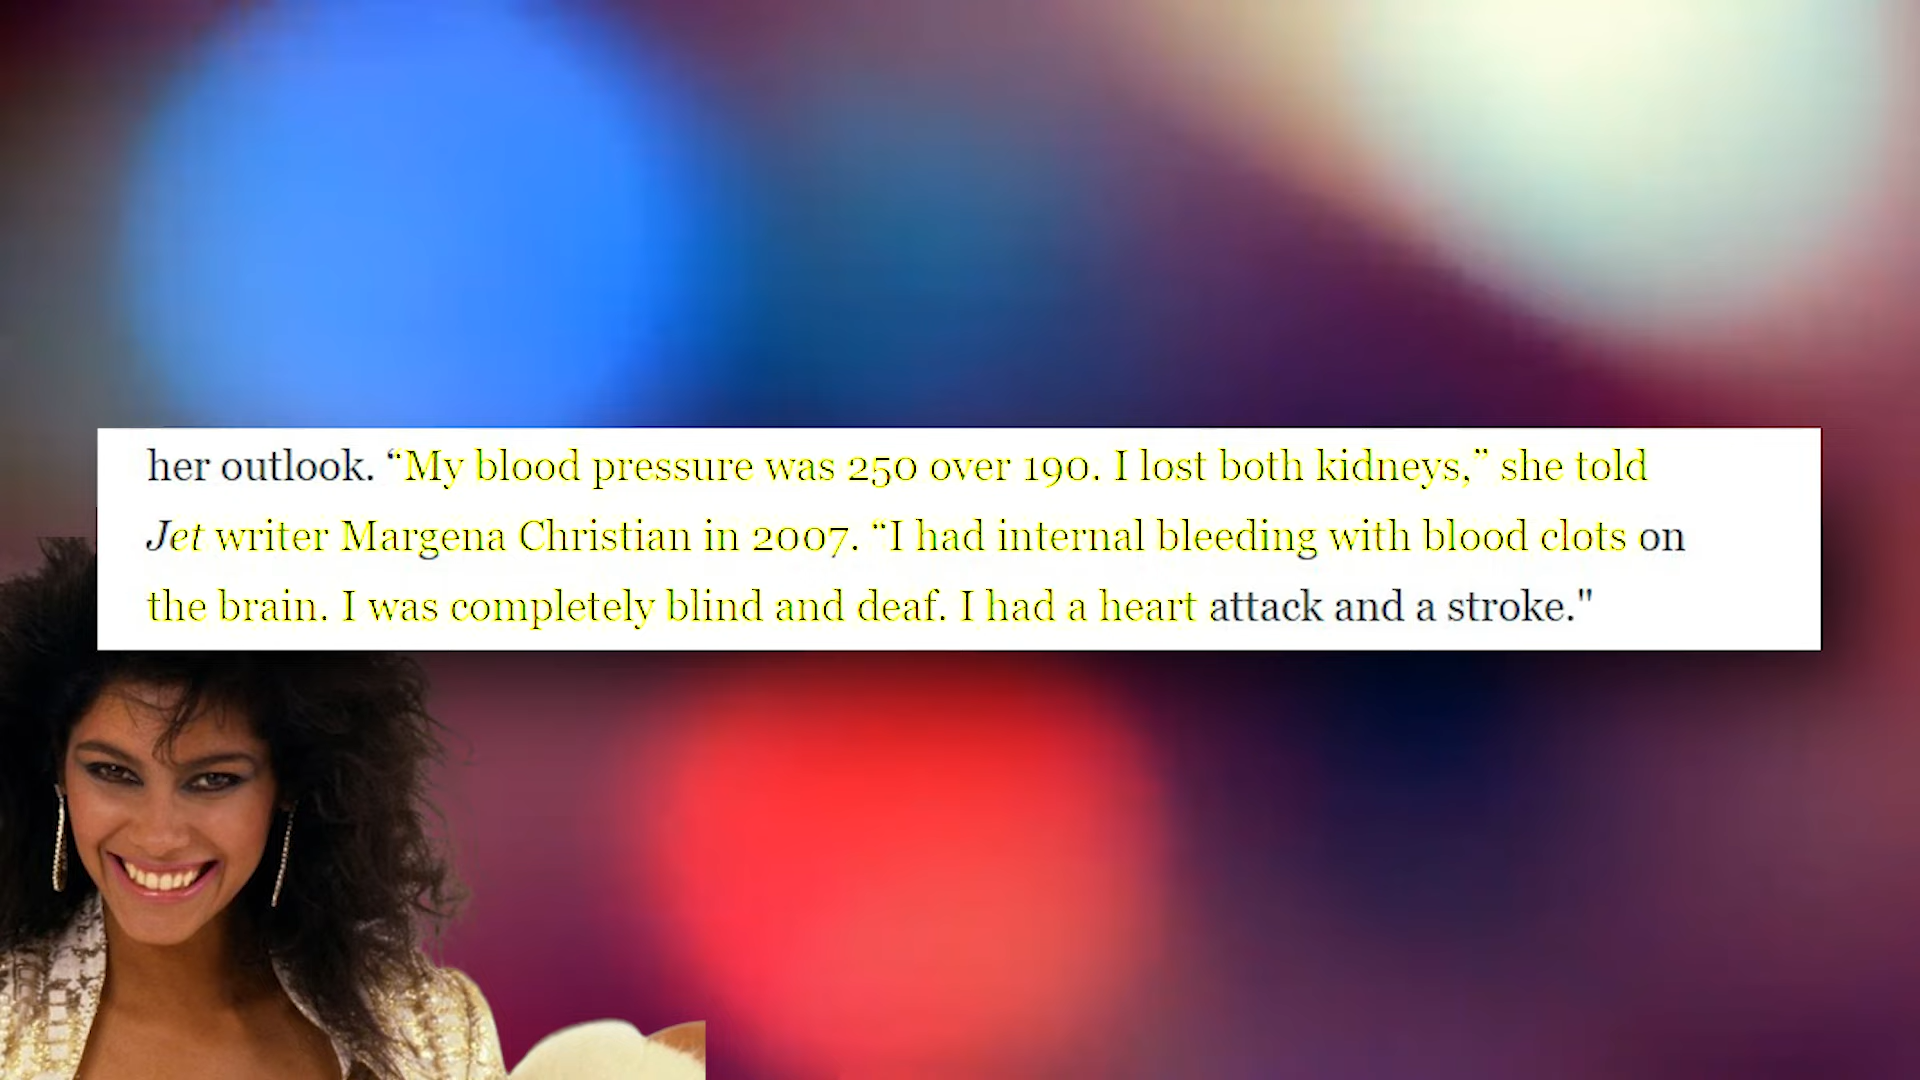 her outlook. “My blood pressure was 250 over 190. I lost both kidneys,” she told
Jet writer Margena Christian in 2007. “I had internal bleeding with blood clots on
the brain. I was completely blind and deaf. I had a heart attack and a stroke."